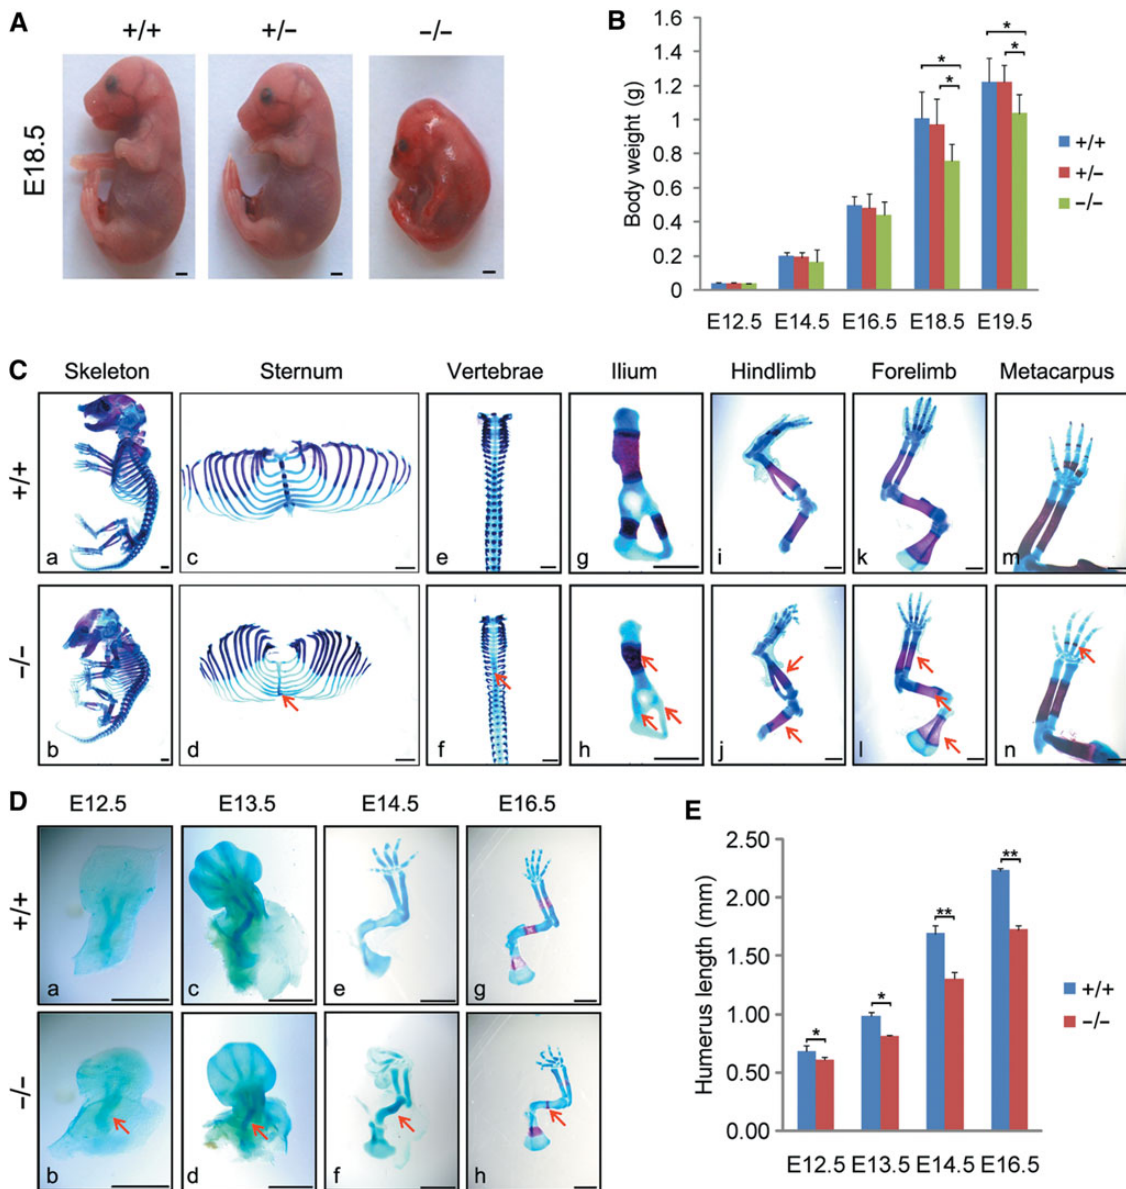 A
+/+ +/− −/−
E18.5
B
Body weight (g)
1.6
1.4
1.2
1
0.8
0.6
0.4
0.2
0
* * * *
E12.5 E14.5 E16.5 E18.5 E19.5
+/+
+/−
−/−
C
Skeleton Sternum Vertebrae Ilium Hindlimb Forelimb Metacarpus
+/+
a c e g i k m
−/−
b d f h j l n
D
E12.5 E13.5 E14.5 E16.5
+/+
a c e g
−/−
b d f h
E
Humerus length (mm)
2.50
2.00
1.50
1.00
0.50
0.00
* * ** **
E12.5 E13.5 E14.5 E16.5
+/+
−/−